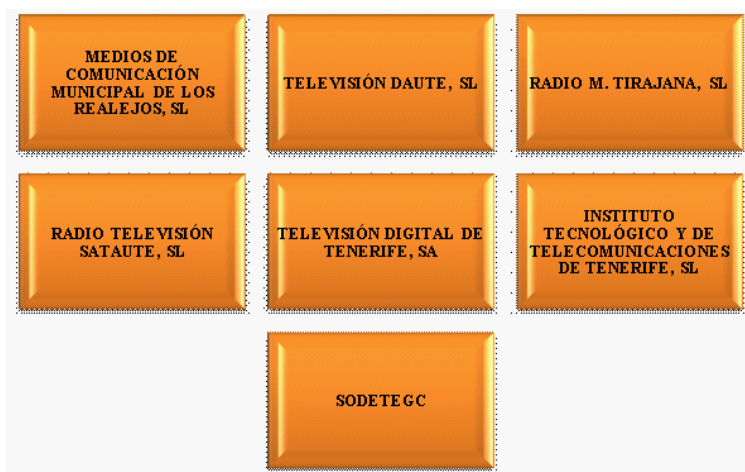 MEDIOS DE
COMUNICACIÓN
MUNICIPAL DE LOS
REALEJOS, SL
TELEVISIÓN DAUTE, SL
RADIO M. TIRAJANA, SL
RADIO TELEVISIÓN
SATAUTE, SL
TELEVISIÓN DIGITAL DE
TENERIFE, SA
INSTITUTO
TECNOLÓGICO Y DE
TELECOMUNICACIONES
DE TENERIFE, SL
SODETEGC